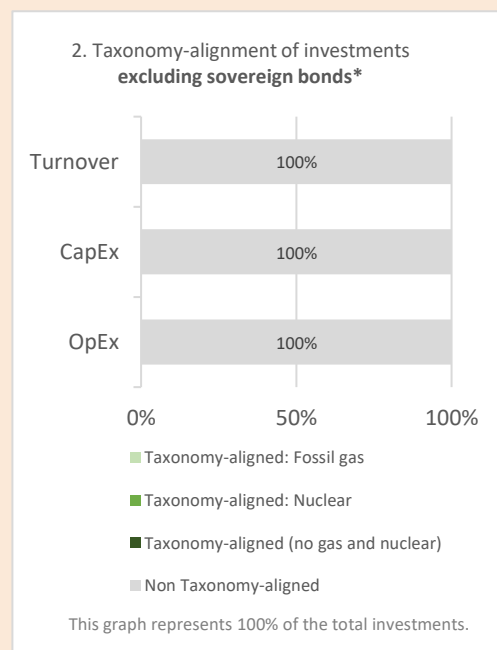 2. Taxonomy-alignment of investments
excluding sovereign bonds*
Turnover
100%
CapEx
100%
OpEx
100%
0%
50%
100%
Taxonomy-aligned: Fossil gas
Taxonomy-aligned: Nuclear
Taxonomy-aligned (no gas and nuclear)
Non Taxonomy-aligned
This graph represents 100% of the total investments.